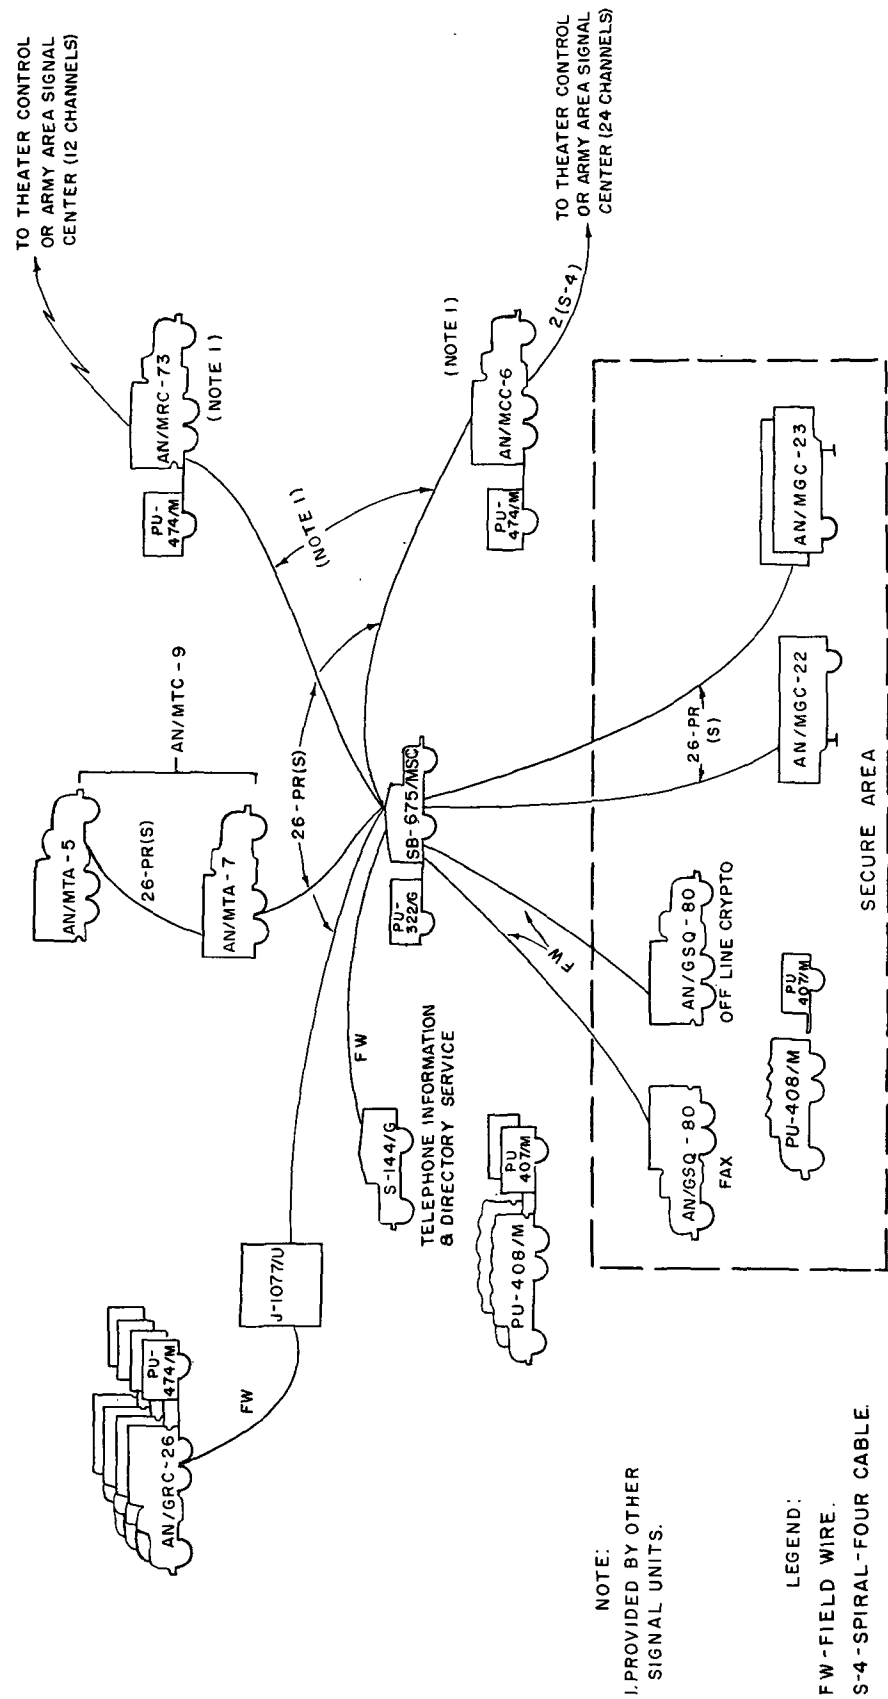 TO THEATER CONTROL
OR ARMY AREA SIGNAL
CENTER (12 CHANNELS)
AN/MRC-73
(NOTE 1)
PU-
474/M
AN/MTC-9
AN/MTA-5
26-PR(S)
AN/MTA-7
TO THEATER CONTROL
OR ARMY AREA SIGNAL
CENTER (24 CHANNELS)
2(S-4)
(NOTE 1)
AN/MCC-6
PU-
474/M
(NOTE 1)
26-PR(S)
SB-675/MSC
PU-
322/G
FW
S-144/G
TELEPHONE INFORMATION
& DIRECTORY SERVICE
J-1077/U
FW
AN/GRC-26
PU-
474/M
PU-408/M
PU
407/M
FW
26-PR
(S)
AN/MGC-23
AN/MGC-22
AN/GSQ-80
OFF LINE CRYPTO
AN/GSQ-80
FAX
PU
407/M
PU-408/M
SECURE AREA
NOTE:
1. PROVIDED BY OTHER
SIGNAL UNITS.
LEGEND:
FW-FIELD WIRE.
S-4-SPIRAL-FOUR CABLE.